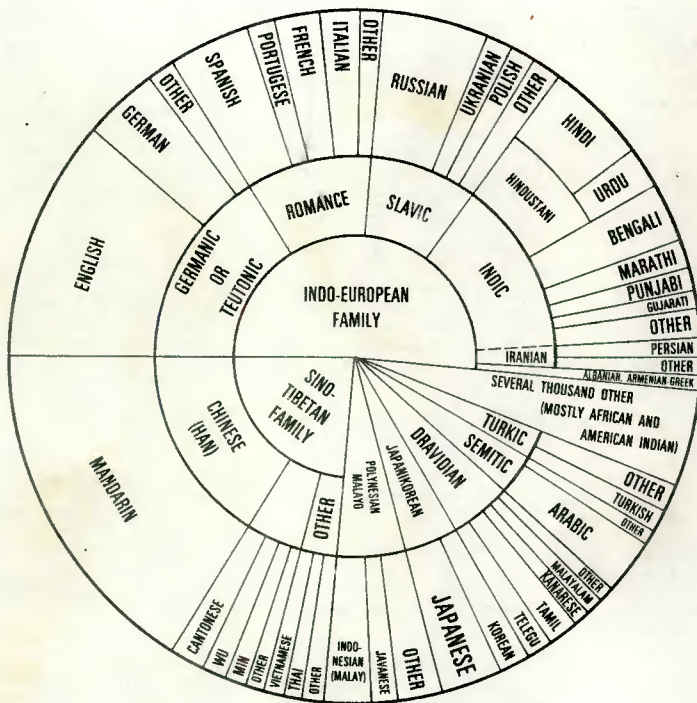 INDO-EUROPEAN
FAMILY
GERMANIC
OR
TEUTONIC
ENGLISH
GERMAN
OTHER
ROMANCE
SPANISH
PORTUGESE
FRENCH
ITALIAN
OTHER
SLAVIC
RUSSIAN
UKRANIAN
POLISH
OTHER
INDIC
HINDUSTANI
HINDI
URDU
BENGALI
MARATHI
PUNJABI
GUJARATI
OTHER
IRANIAN
PERSIAN
OTHER
ALBANIAN, ARMENIAN-GREEK
SEVERAL THOUSAND OTHER
(MOSTLY AFRICAN AND
AMERICAN INDIAN)
TURKIC
OTHER
TURKISH
SEMITIC
OTHER
ARABIC
DRAVIDIAN
OTHER
MALAYALAM
KANARESE
TAMIL
TELEGU
JAPANIKOREAN
KOREAN
JAPANESE
POLYNESIAN
MALAYO
OTHER
JAVANESE
INDO-
NESIAN
(MALAY)
SINO-
TIBETAN
FAMILY
OTHER
OTHER
THAI
VIETNAMESE
CHINESE
(HAN)
OTHER
MIN
WU
CANTONESE
MANDARIN